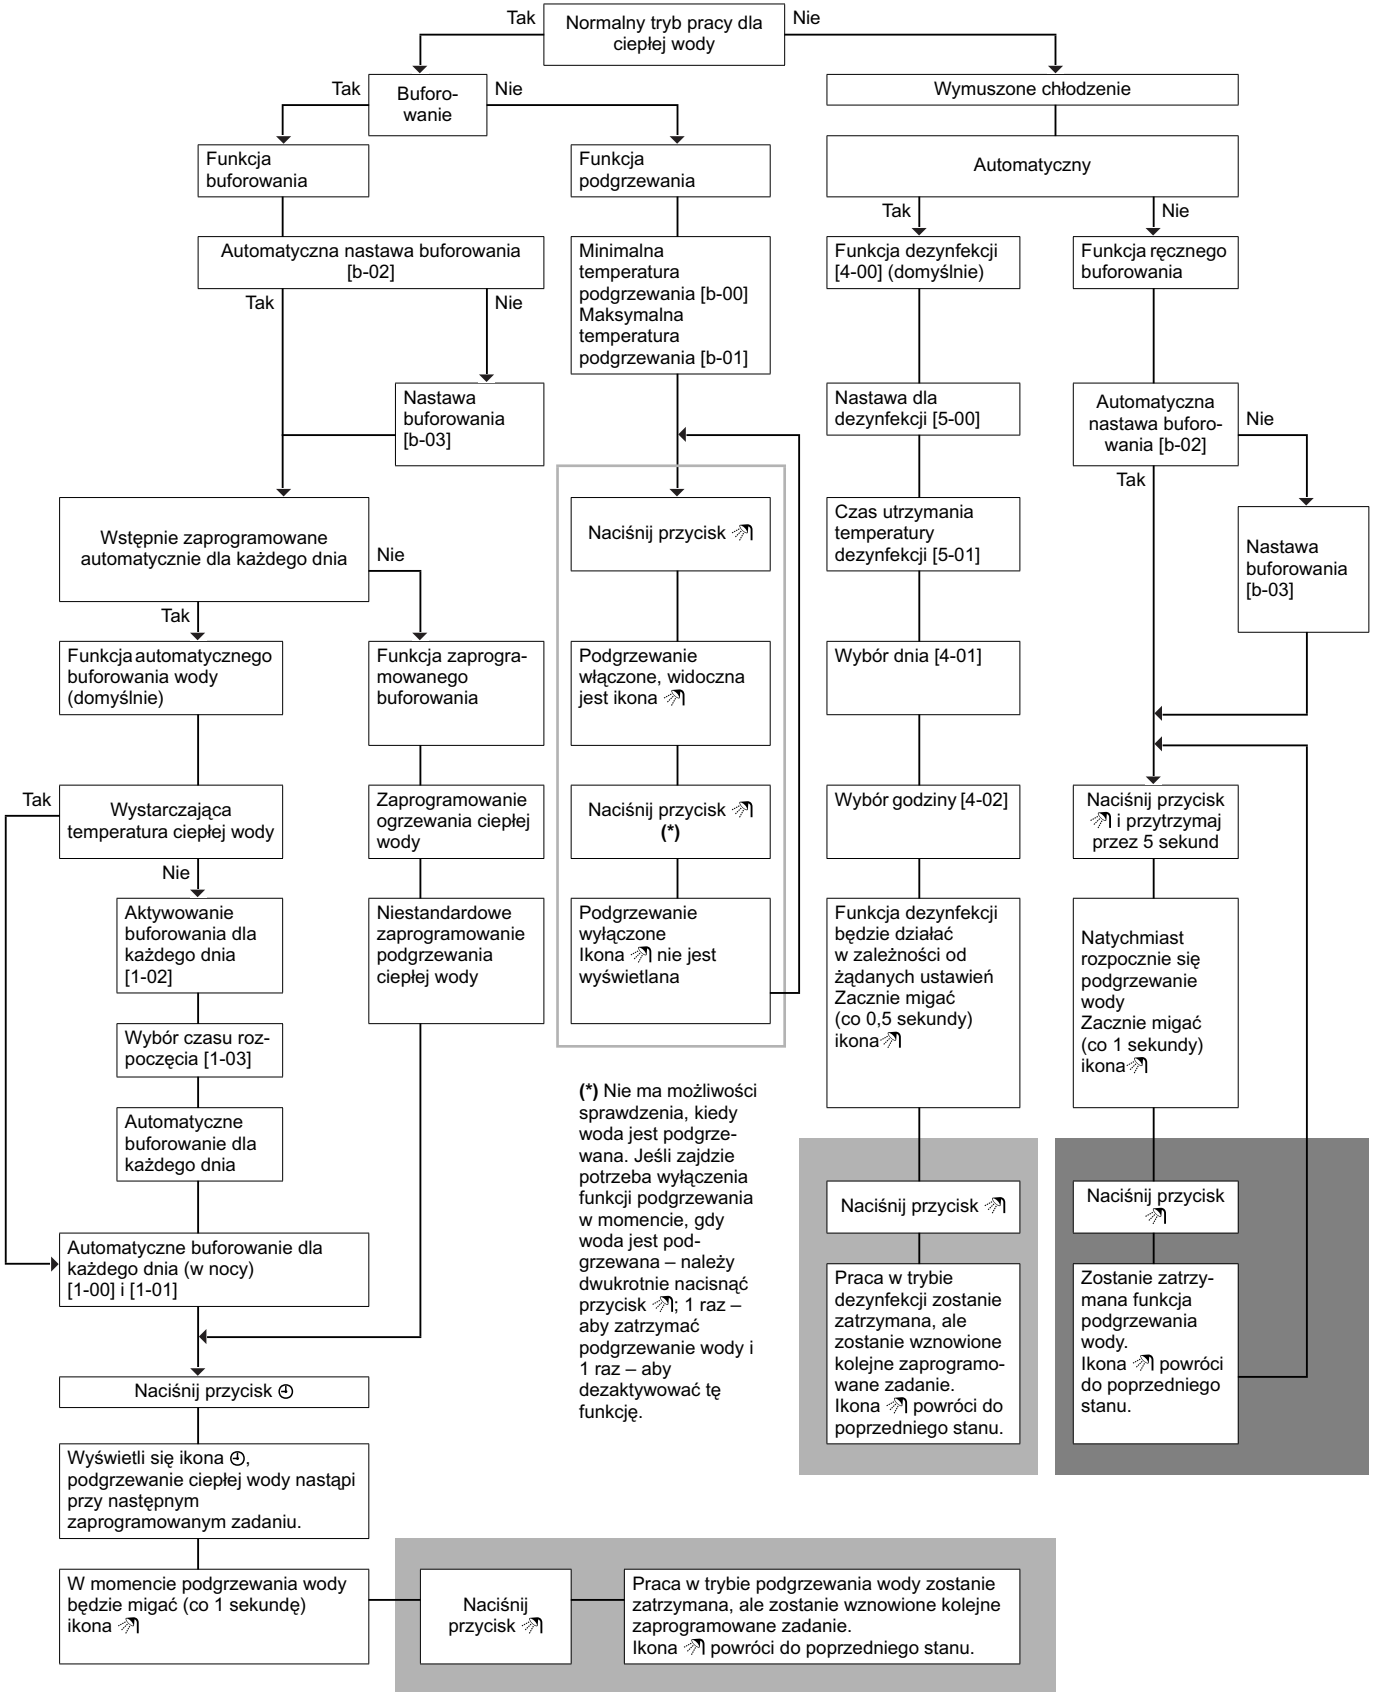 Tak
Normalny tryb pracy dla
ciepłej wody
Nie
Tak
Buforo-
wanie
Nie
Wymuszone chłodzenie
Funkcja
buforowania
Funkcja
podgrzewania
Automatyczny
Tak
Nie
Automatyczna nastawa buforowania
[b-02]
Minimalna
temperatura
podgrzewania [b-00]
Maksymalna
temperatura
podgrzewania [b-01]
Funkcja dezynfekcji
[4-00] (domyślnie)
Funkcja ręcznego
buforowania
Tak
Nie
Nastawa
buforowania
[b-03]
Nastawa dla
dezynfekcji [5-00]
Automatyczna
nastawa buforo-
wania [b-02]
Nie
Tak
Wstępnie zaprogramowane
automatycznie dla każdego dnia
Nie
Naciśnij przycisk
Czas utrzymania
temperatury
dezynfekcji [5-01]
Nastawa
buforowania
[b-03]
Tak
Funkcja automatycznego
buforowania wody
(domyślnie)
Funkcja zaprogra-
mowanego
buforowania
Podgrzewanie
włączone, widoczna
jest ikona
Wybór dnia [4-01]
Tak
Wystarczająca
temperatura ciepłej wody
Zaprogramowanie
ogrzewania ciepłej
wody
Naciśnij przycisk
(*)
Wybór godziny [4-02]
Naciśnij przycisk
i przytrzymaj
przez 5 sekund
Nie
Aktywowanie
buforowania dla
każdego dnia
[1-02]
Niestandardowe
zaprogramowanie
podgrzewania
ciepłej wody
Podgrzewanie
wyłączone
Ikona nie jest
wyświetlana
Funkcja dezynfekcji
będzie działać
w zależności od
żądanych ustawień
Zacznie migać
(co 0,5 sekundy)
ikona
Natychmiast
rozpocznie się
podgrzewanie
wody
Zacznie migać
(co 1 sekundy)
ikona
Wybór czasu roz-
poczęcia [1-03]
Automatyczne
buforowanie dla
każdego dnia
(*) Nie ma możliwości
sprawdzenia, kiedy
woda jest podgrze-
wana. Jeśli zajdzie
potrzeba wyłączenia
funkcji podgrzewania
w momencie, gdy
woda jest pod-
grzewana – należy
dwukrotnie nacisnąć
przycisk ; 1 raz –
aby zatrzymać
podgrzewanie wody i
1 raz – aby
dezaktywować tę
funkcję.
Naciśnij przycisk
Naciśnij przycisk
Automatyczne buforowanie dla
każdego dnia (w nocy)
[1-00] i [1-01]
Praca w trybie
dezynfekcji zostanie
zatrzymana, ale
zostanie wznowione
kolejne zaprogramo-
wane zadanie.
Ikona powróci do
poprzedniego stanu.
Zostanie zatrzy-
mana funkcja
podgrzewania
wody.
Ikona powróci
do poprzedniego
stanu.
Naciśnij przycisk
Wyświetli się ikona ,
podgrzewanie ciepłej wody nastąpi
przy następnym
zaprogramowanym zadaniu.
W momencie podgrzewania wody
będzie migać (co 1 sekundę)
ikona
Naciśnij
przycisk
Praca w trybie podgrzewania wody zostanie
zatrzymana, ale zostanie wznowione kolejne
zaprogramowane zadanie.
Ikona powróci do poprzedniego stanu.